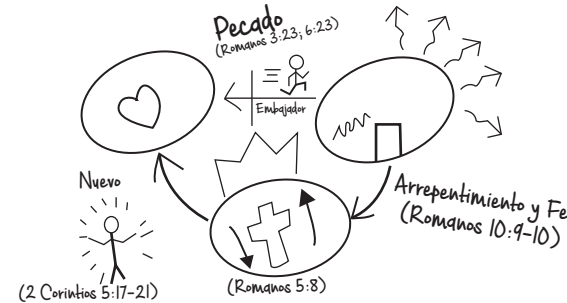 Pecado
(Romanos 3:23; 6:23)
Embajador
Nuevo
Arrepentimiento y Fe
(Romanos 10:9-10)
(2 Corintios 5:17-21)
(Romanos 5:8)